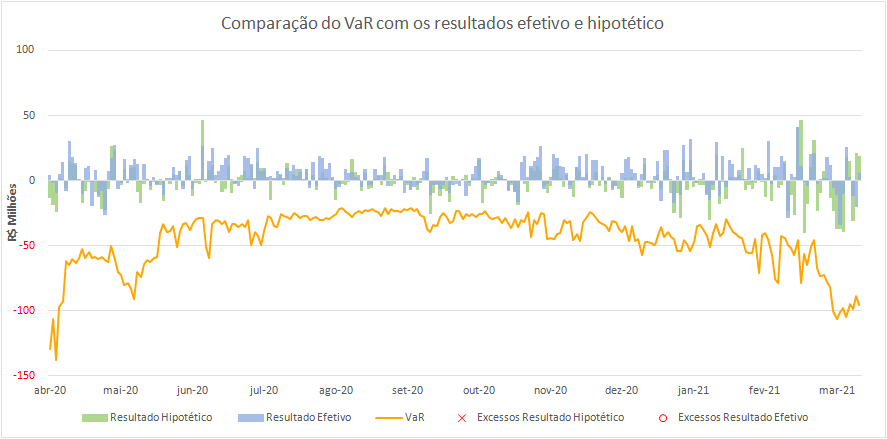 Comparação do VaR com os resultados efetivo e hipotético
100
50
0
-50
-100
-150
R$ Milhões
abr-20 mai-20 jun-20 jul-20 ago-20 set-20 out-20 nov-20 dez-20 jan-21 fev-21 mar-21
Resultado Hipotético Resultado Efetivo VaR Excessos Resultado Hipotético Excessos Resultado Efetivo